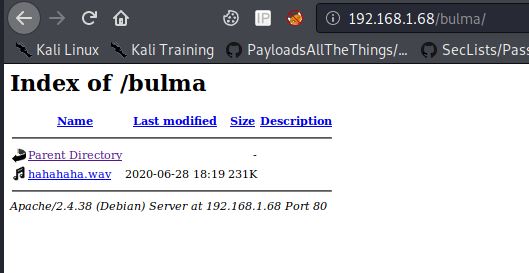 192.168.1.68/bulma/
Kali Linux Kali Training PayloadsAllTheThings/... SecLists/Pass
Index of /bulma
Name Last modified Size Description
Parent Directory -
hahahaha.wav 2020-06-28 18:19 231K
Apache/2.4.38 (Debian) Server at 192.168.1.68 Port 80